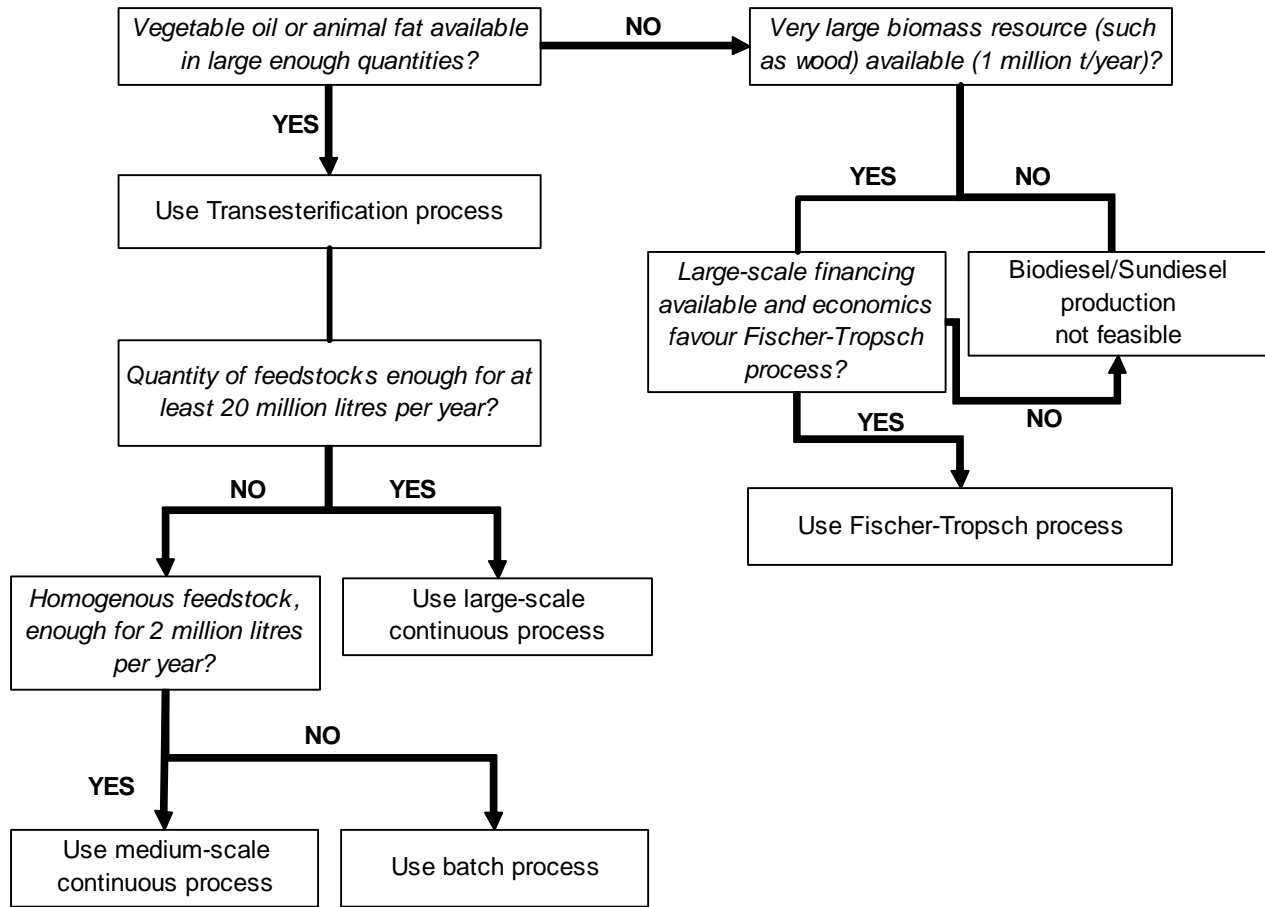 Vegetable oil or animal fat available
in large enough quantities?
NO
Very large biomass resource (such
as wood) available (1 million t/year)?
YES
Use Transesterification process
YES
NO
Large-scale financing
available and economics
favour Fischer-Tropsch
process?
Biodiesel/Sundiesel
production
not feasible
Quantity of feedstocks enough for at
least 20 million litres per year?
YES
NO
Use Fischer-Tropsch process
NO
YES
Homogenous feedstock,
enough for 2 million litres
per year?
Use large-scale
continuous process
NO
YES
Use medium-scale
continuous process
Use batch process